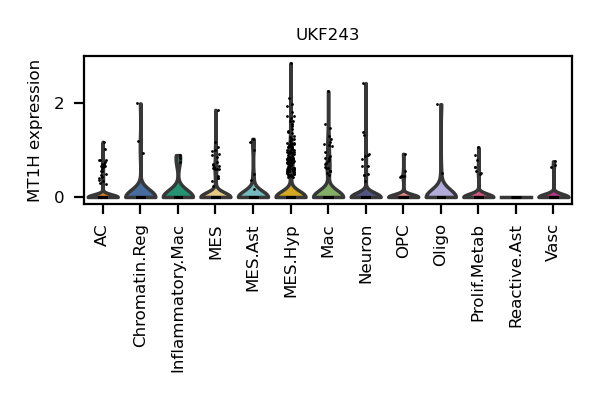 UKF243
MT1H expression
2
0
AC
Chromatin.Reg
Inflammatory.Mac
MES
MES.Ast
MES.Hyp
Mac
Neuron
OPC
Oligo
Prolif.Metab
Reactive.Ast
Vasc